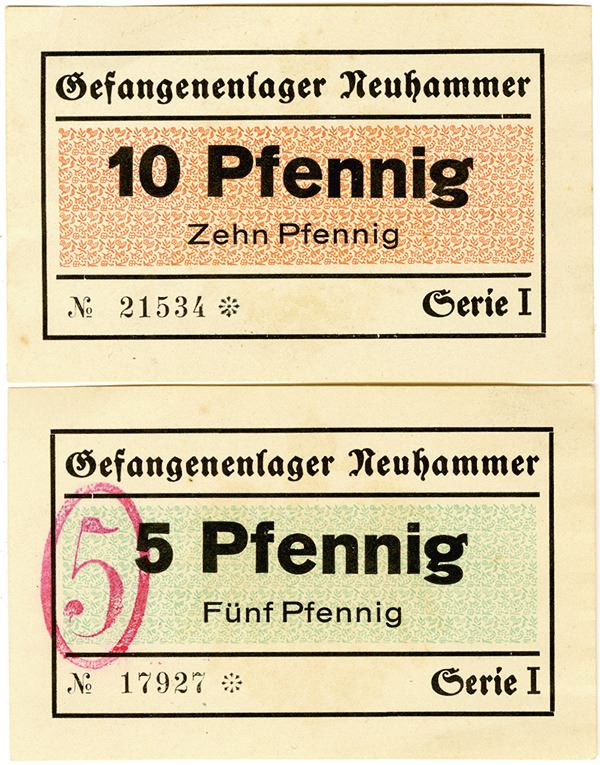 Gefangenenlager Neuhammer
10 Pfennig
Zehn Pfennig
№ 21534 ❊
Serie I
Gefangenenlager Neuhammer
5
5 Pfennig
Fünf Pfennig
№ 17927 ❊
Serie I